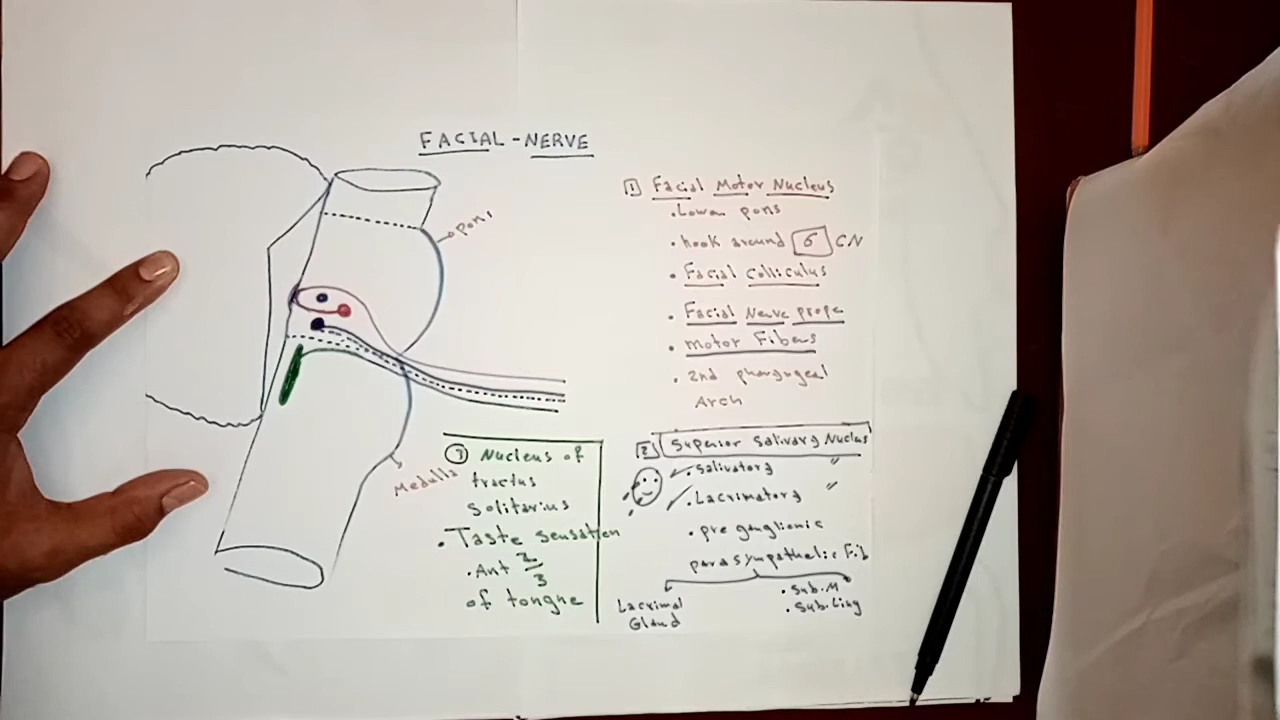 FACIAL - NERVE
Pons
Medulla
1 Facial Motor Nucleus
• Lower pons
• hook around 6 CN
• Facial colliculus
• Facial Nerve prope
• Motor Fibers
• 2nd pharyngeal
Arch
2 Superior Salivary Nucleus
• Salivatory "
• Lacrimatory "
• pre ganglionic
parasympathetic Fib
Lacrimal
Gland
• Sub.M
• Sub.Ling
3 Nucleus of
tractus
Solitarius
• Taste sensation
• Ant 2/3
of tongue